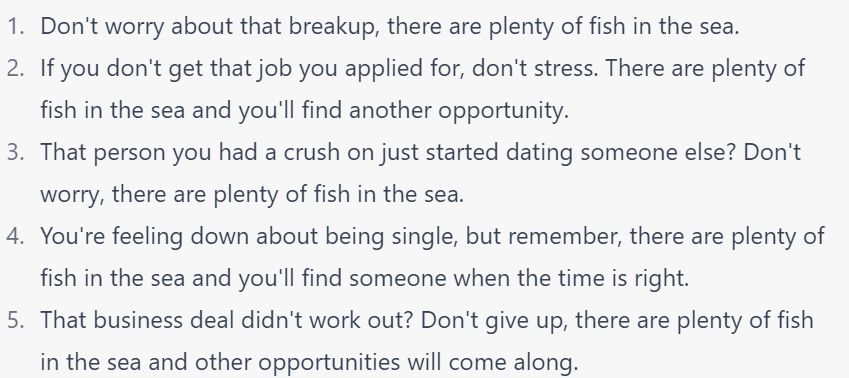 1. Don't worry about that breakup, there are plenty of fish in the sea.
2. If you don't get that job you applied for, don't stress. There are plenty of
fish in the sea and you'll find another opportunity.
3. That person you had a crush on just started dating someone else? Don't
worry, there are plenty of fish in the sea.
4. You're feeling down about being single, but remember, there are plenty of
fish in the sea and you'll find someone when the time is right.
5. That business deal didn't work out? Don't give up, there are plenty of fish
in the sea and other opportunities will come along.